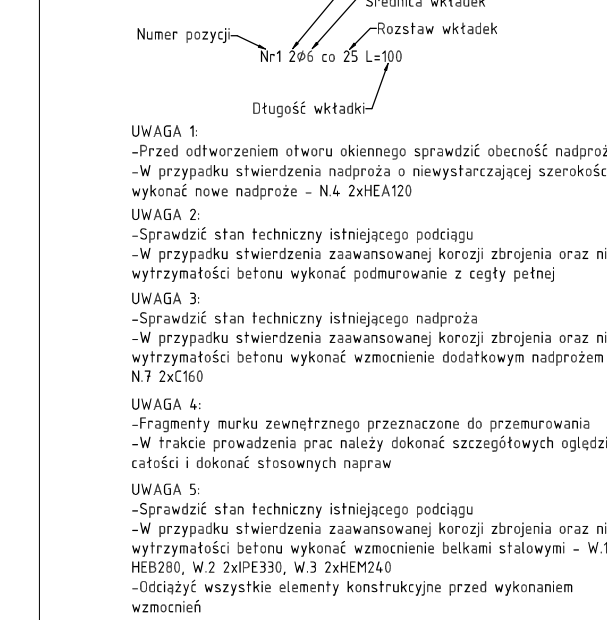 Średnica wkładek
Numer pozycji
Rozstaw wkładek
Nr1 2φ6 co 25 L=100
Długość wkładki
UWAGA 1:
-Przed odtworzeniem otworu okiennego sprawdzić obecność nadproż
-W przypadku stwierdzenia nadproża o niewystarczającej szerokośc
wykonać nowe nadproże - N.4 2xHEA120
UWAGA 2:
-Sprawdzić stan techniczny istniejącego podciągu
-W przypadku stwierdzenia zaawansowanej korozji zbrojenia oraz ni
wytrzymałości betonu wykonać podmurowanie z cegły pełnej
UWAGA 3:
-Sprawdzić stan techniczny istniejącego nadproża
-W przypadku stwierdzenia zaawansowanej korozji zbrojenia oraz ni
wytrzymałości betonu wykonać wzmocnienie dodatkowym nadprożem
N.7 2xC160
UWAGA 4:
-Fragmenty murku zewnętrznego przeznaczone do przemurowania
-W trakcie prowadzenia prac należy dokonać szczegółowych oględzi
całości i dokonać stosownych napraw
UWAGA 5:
-Sprawdzić stan techniczny istniejącego podciągu
-W przypadku stwierdzenia zaawansowanej korozji zbrojenia oraz ni
wytrzymałości betonu wykonać wzmocnienie belkami stalowymi - W.1
HEB280, W.2 2xIPE330, W.3 2xHEM240
-Odciążyć wszystkie elementy konstrukcyjne przed wykonaniem
wzmocnień